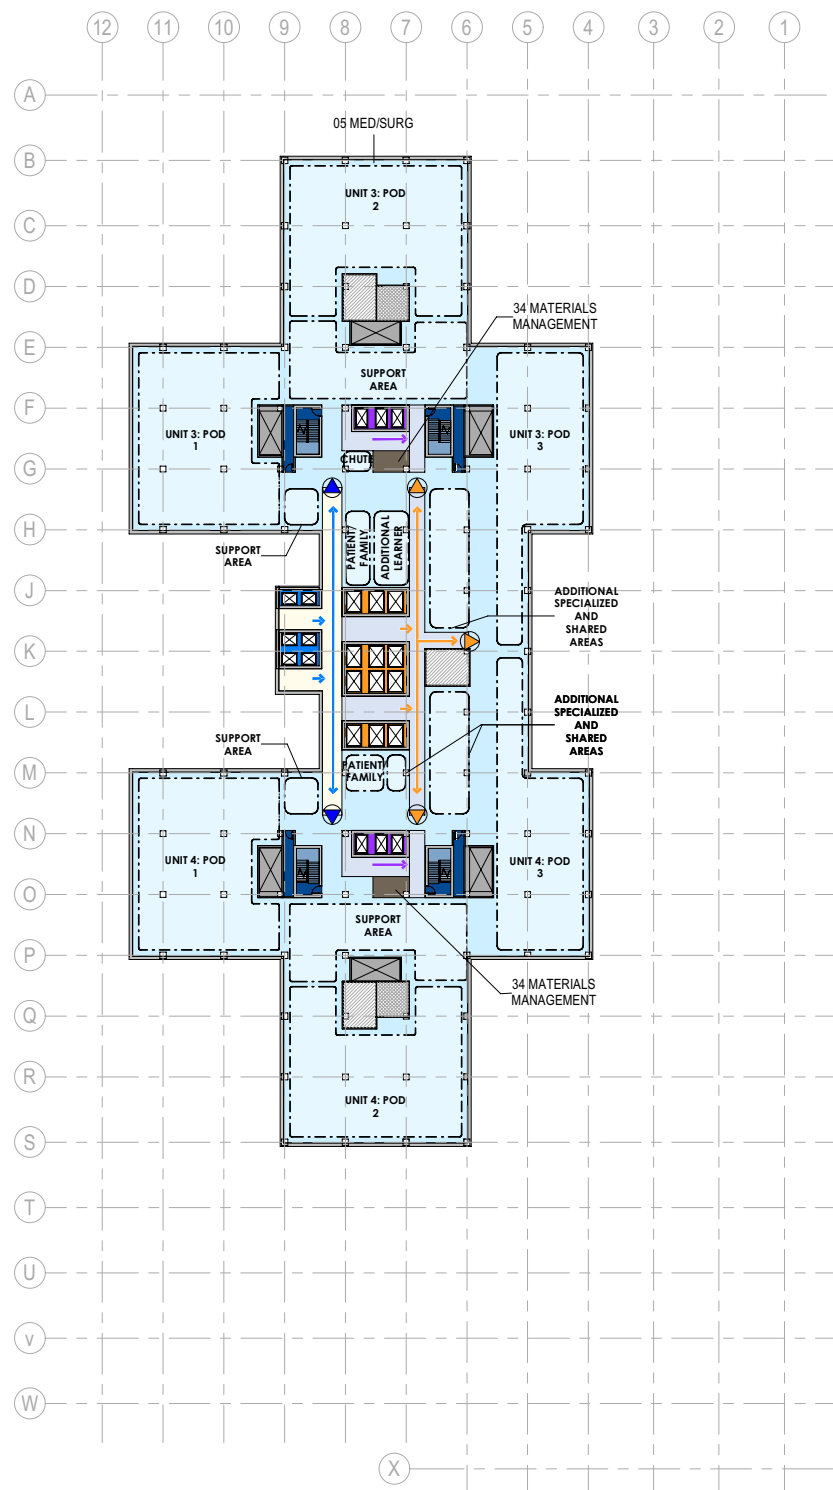 12 11 10 9 8 7 6 5 4 3 2 1
A
05 MED/SURG
B
UNIT 3: POD
2
C
D
34 MATERIALS
MANAGEMENT
E
SUPPORT
AREA
F
UNIT 3: POD
1
UNIT 3: POD
3
CHUTE
G
PATIENT/
FAMILY
ADDITIONAL
LEARNER
H
SUPPORT
AREA
J
ADDITIONAL
SPECIALIZED
AND
SHARED
AREAS
K
L
ADDITIONAL
SPECIALIZED
AND
SHARED
AREAS
SUPPORT
AREA
PATIENT/
FAMILY
M
N
UNIT 4: POD
1
UNIT 4: POD
3
O
SUPPORT
AREA
P
34 MATERIALS
MANAGEMENT
Q
R
UNIT 4: POD
2
S
T
U
v
W
X